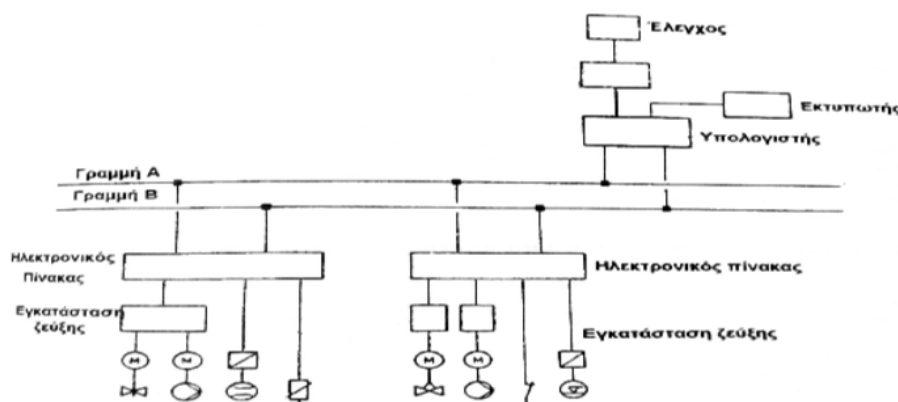 Έλεγχος
Εκτυπωτής
Υπολογιστής
Γραμμή Α
Γραμμή Β
Ηλεκτρονικός
Πίνακας
Ηλεκτρονικός πίνακας
Εγκατάσταση
ζεύξης
Εγκατάσταση ζεύξης
M M M M